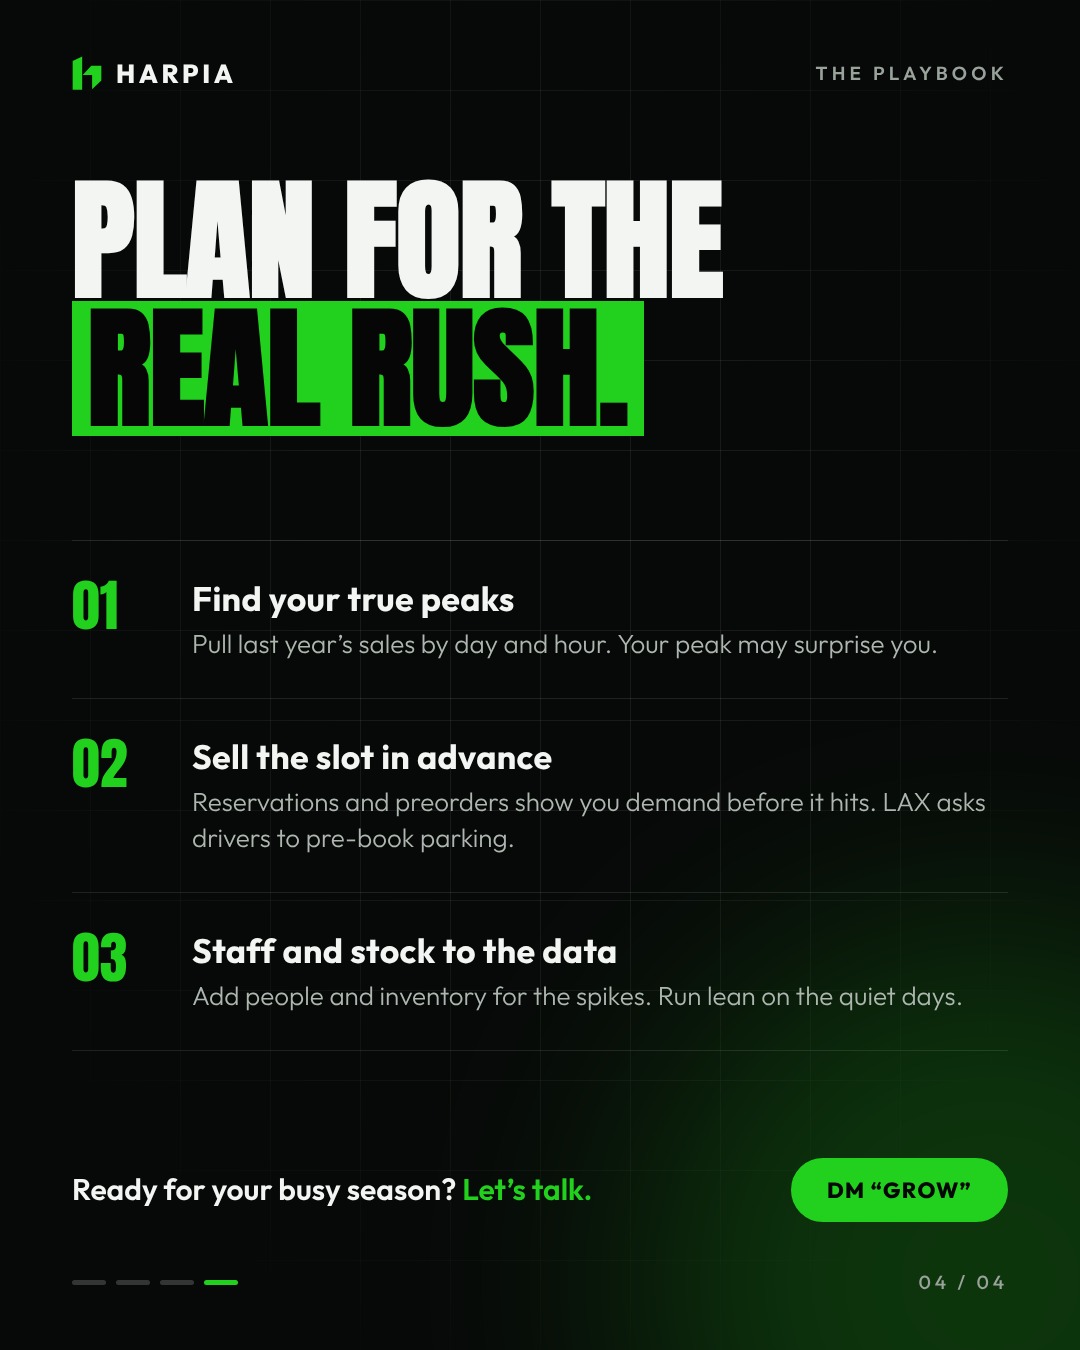 HARPIA
THE PLAYBOOK
PLAN FOR THE
REAL RUSH.
01
Find your true peaks
Pull last year’s sales by day and hour. Your peak may surprise you.
02
Sell the slot in advance
Reservations and preorders show you demand before it hits. LAX asks
drivers to pre-book parking.
03
Staff and stock to the data
Add people and inventory for the spikes. Run lean on the quiet days.
Ready for your busy season? Let’s talk.
DM “GROW”
04 / 04